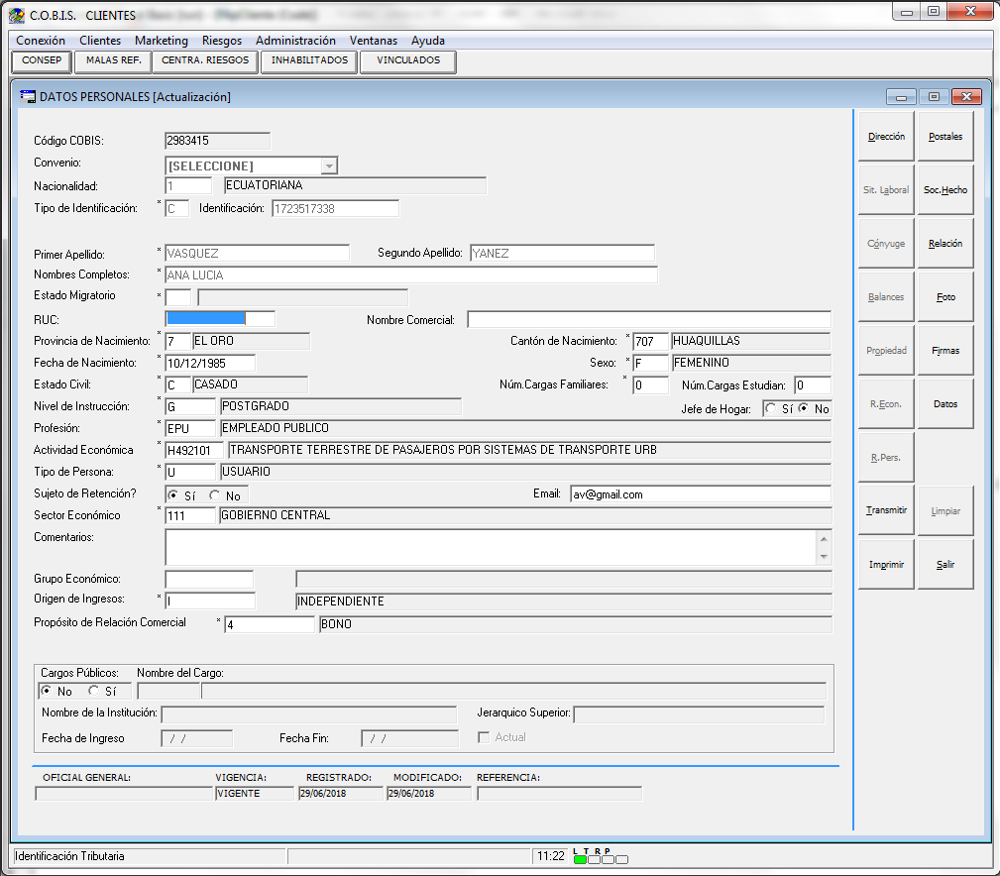 C.O.B.I.S. CLIENTES
Conexión Clientes Marketing Riesgos Administración Ventanas Ayuda
CONSEP MALAS REF. CENTRA. RIESGOS INHABILITADOS VINCULADOS
DATOS PERSONALES [Actualización]
Código COBIS: 2983415
Convenio: [SELECCIONE]
Nacionalidad: 1 ECUATORIANA
Tipo de Identificación: * C Identificación: 1723517338
Primer Apellido: * VASQUEZ Segundo Apellido: YANEZ
Nombres Completos: * ANA LUCIA
Estado Migratorio *
RUC: Nombre Comercial:
Provincia de Nacimiento: * 7 EL ORO Cantón de Nacimiento: * 707 HUAQUILLAS
Fecha de Nacimiento: * 10/12/1985 Sexo: * F FEMENINO
Estado Civil: * C CASADO Núm.Cargas Familiares: * 0 Núm.Cargas Estudian: 0
Nivel de Instrucción: * G POSTGRADO Jefe de Hogar: Sí No
Profesión: * EPU EMPLEADO PUBLICO
Actividad Económica * H492101 TRANSPORTE TERRESTRE DE PASAJEROS POR SISTEMAS DE TRANSPORTE URB
Tipo de Persona: * U USUARIO
Sujeto de Retención? Sí No Email: av@gmail.com
Sector Económico * 111 GOBIERNO CENTRAL
Comentarios:
Grupo Económico:
Origen de Ingresos: * I INDEPENDIENTE
Propósito de Relación Comercial * 4 BONO
Cargos Públicos: Nombre del Cargo:
No Sí
Nombre de la Institución: Jerarquico Superior:
Fecha de Ingreso / / Fecha Fin: / / Actual
OFICIAL GENERAL: VIGENCIA: REGISTRADO: MODIFICADO: REFERENCIA:
VIGENTE 29/06/2018 29/06/2018
Dirección Postales
Sit. Laboral Soc.Hecho
Cónyuge Relación
Balances Foto
Propiedad Firmas
R.Econ. Datos
R.Pers.
Transmitir Limpiar
Imprimir Salir
Identificación Tributaria 11:22 L T R P